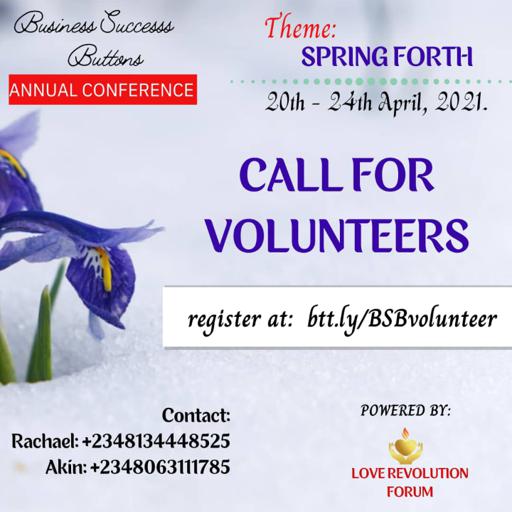 Business Successs
Buttons
ANNUAL CONFERENCE
Theme:
SPRING FORTH
20th - 24th April, 2021.
CALL FOR
VOLUNTEERS
register at: btt.ly/BSBvolunteer
Contact:
Rachael: +2348134448525
Akin: +2348063111785
POWERED BY:
LOVE REVOLUTION
FORUM